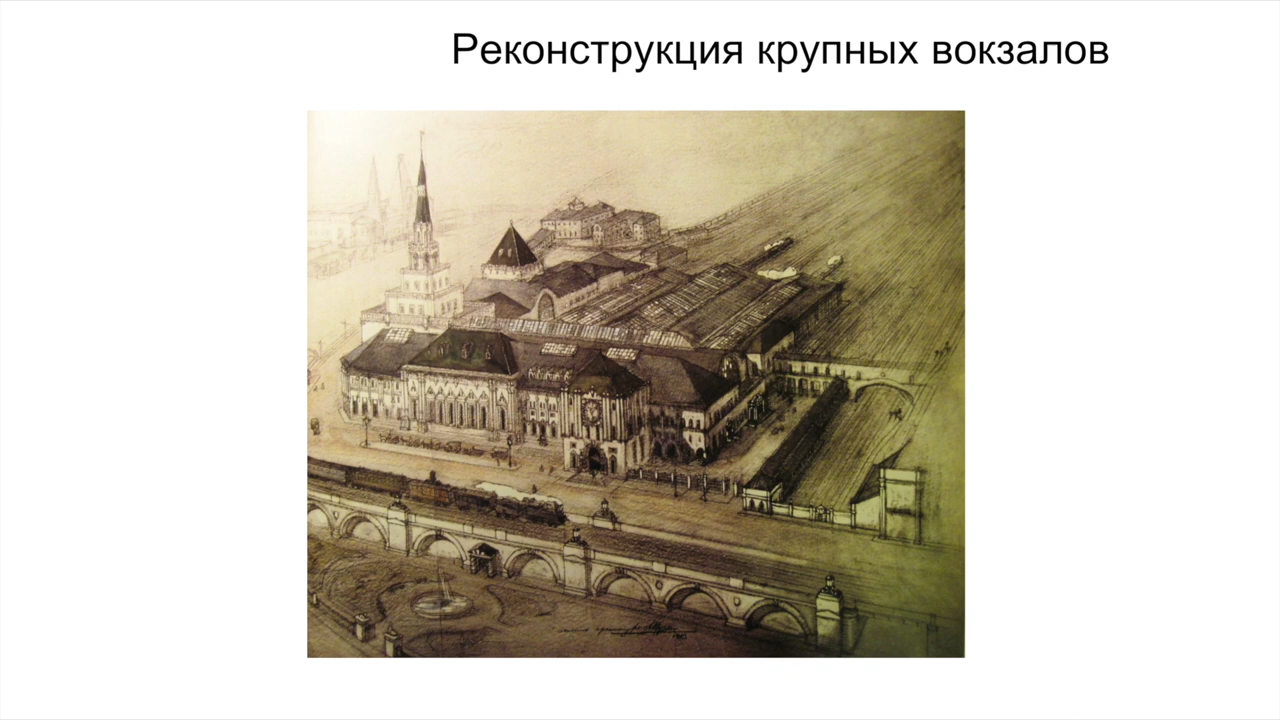 Реконструкция крупных вокзалов